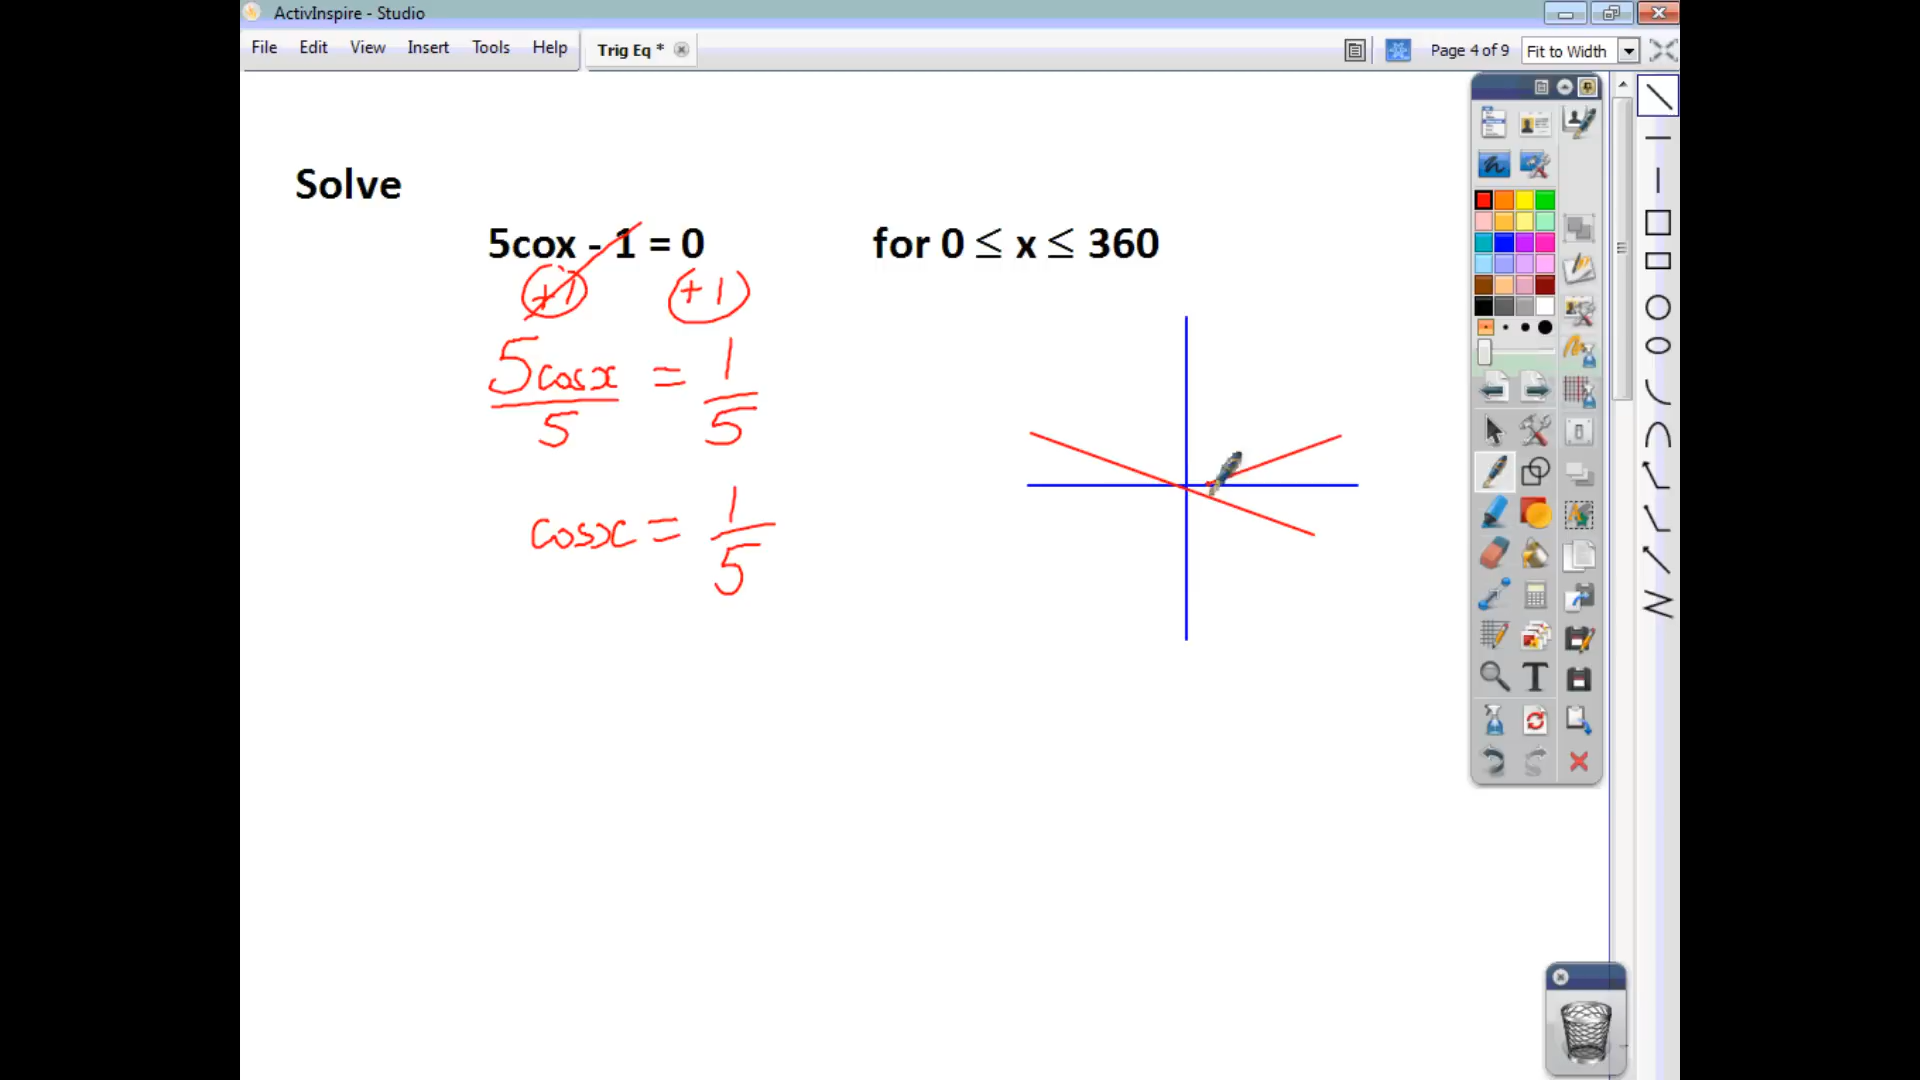 ActivInspire - Studio
File Edit View Insert Tools Help
Trig Eq *
Page 4 of 9
Fit to Width
Solve
5cox - 1 = 0 for 0 ≤ x ≤ 360
+1 +1
5cosx = 1
5 5
cosx = 1
5
T